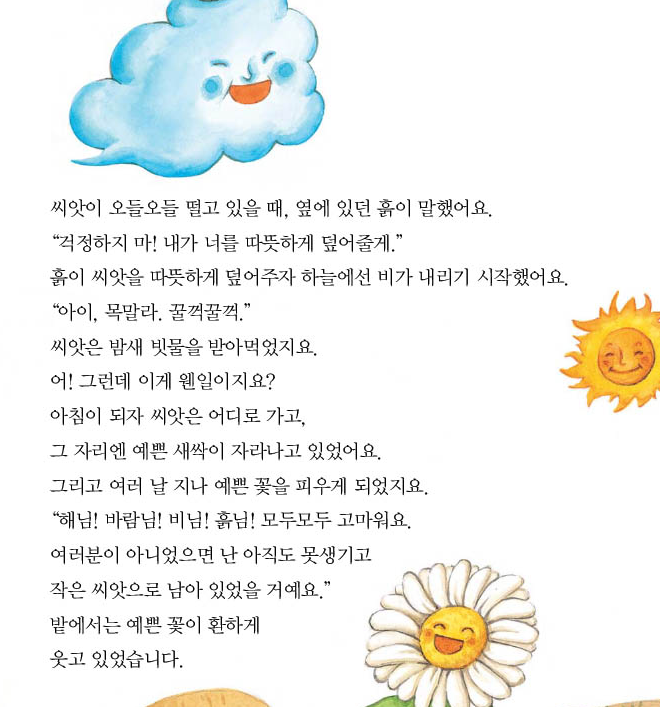 씨앗이 오들오들 떨고 있을 때, 옆에 있던 흙이 말했어요.
“걱정하지 마! 내가 너를 따뜻하게 덮어줄게.”
흙이 씨앗을 따뜻하게 덮어주자 하늘에선 비가 내리기 시작했어요.
“아이, 목말라. 꿀꺽꿀꺽.”
씨앗은 밤새 빗물을 받아먹었지요.
어! 그런데 이게 웬일이지요?
아침이 되자 씨앗은 어디로 가고,
그 자리엔 예쁜 새싹이 자라나고 있었어요.
그리고 여러 날 지나 예쁜 꽃을 피우게 되었지요.
“해님! 바람님! 비님! 흙님! 모두모두 고마워요.
여러분이 아니었으면 난 아직도 못생기고
작은 씨앗으로 남아 있었을 거예요.”
밭에서는 예쁜 꽃이 환하게
웃고 있었습니다.